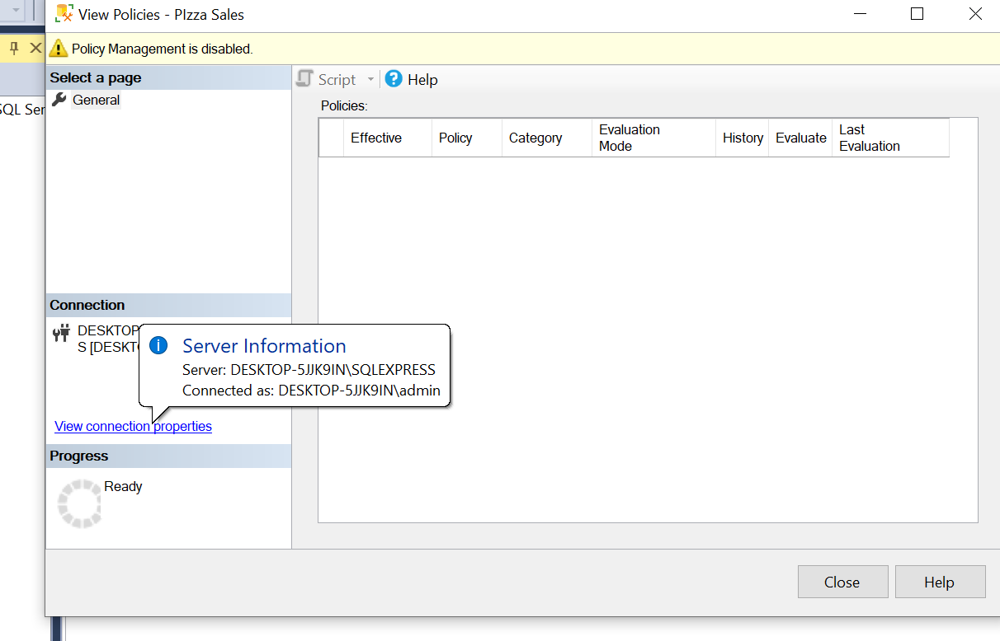 View Policies - PIzza Sales
Policy Management is disabled.
Select a page
General
SQL Ser
Script
Help
Policies:
Effective
Policy
Category
Evaluation
Mode
History
Evaluate
Last
Evaluation
Connection
DESKTOP
S [DESKTO
Server Information
Server: DESKTOP-5JJK9IN\SQLEXPRESS
Connected as: DESKTOP-5JJK9IN\admin
View connection properties
Progress
Ready
Close
Help